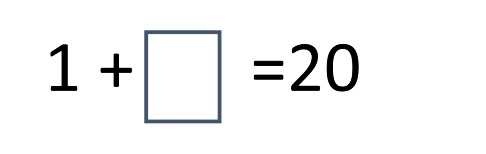 1 + □ =20